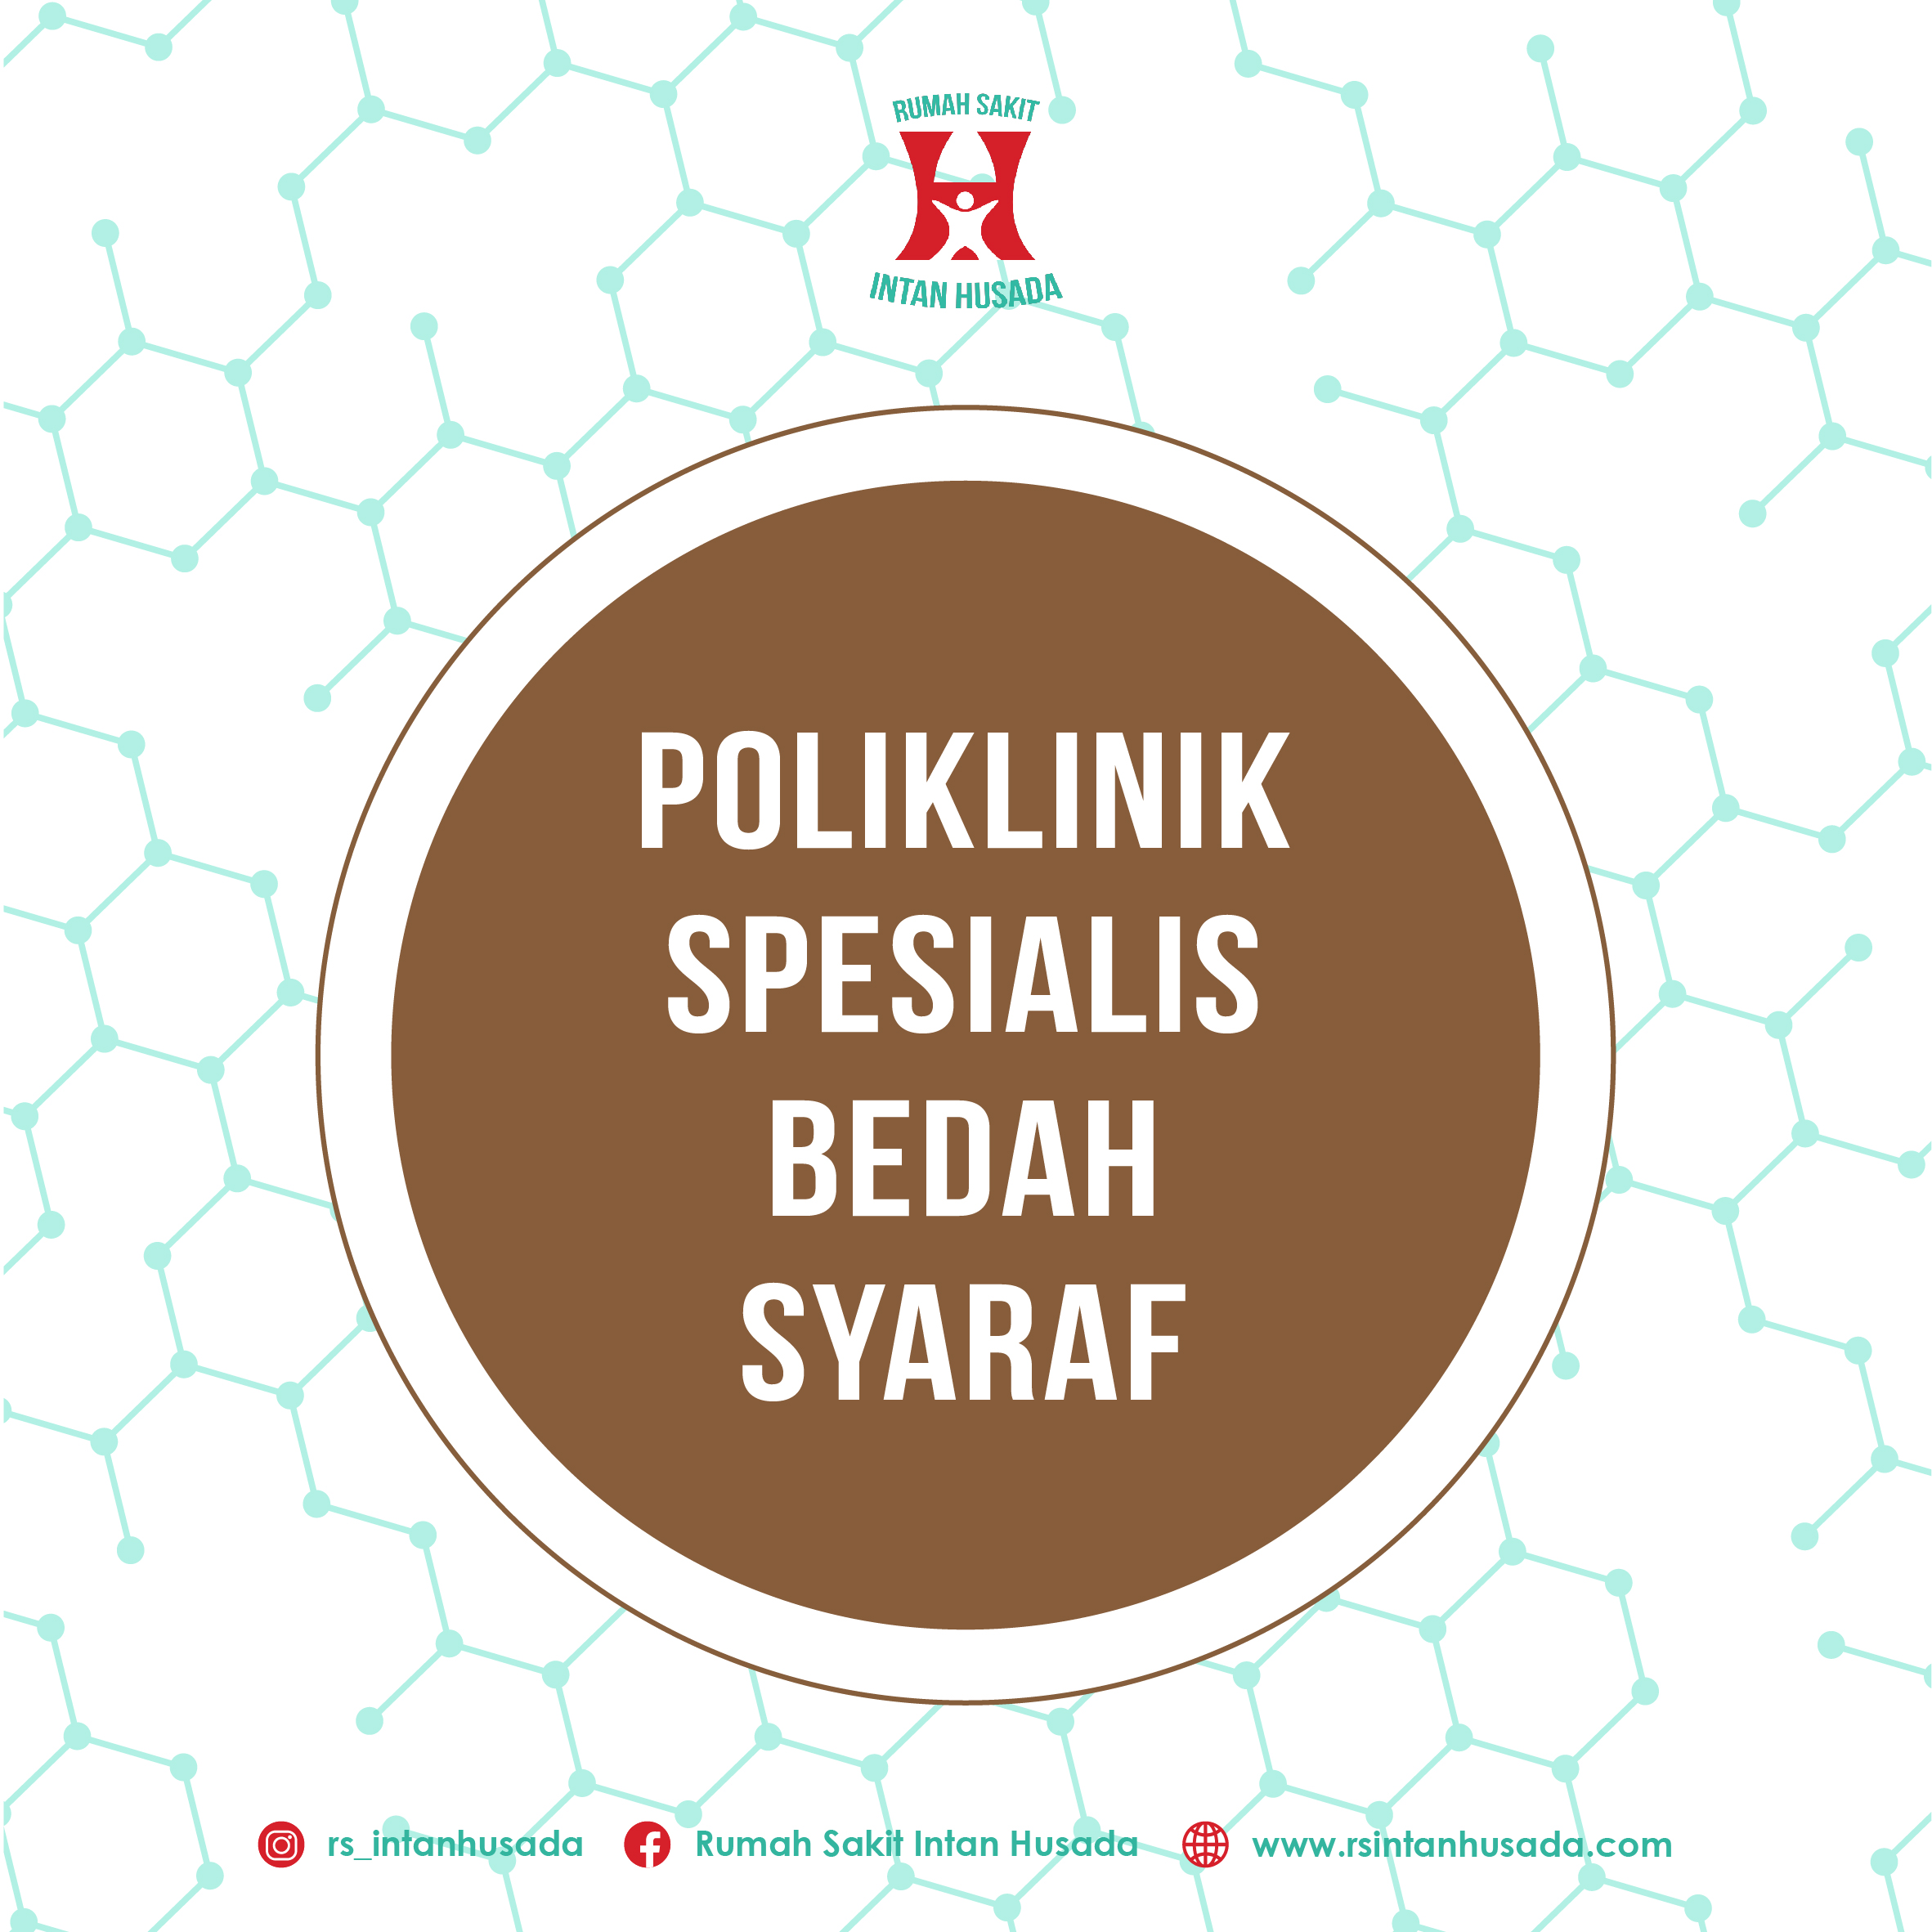 RUMAH SAKIT
INTAN HUSADA
POLIKLINIK
SPESIALIS
BEDAH
SYARAF
rs_intanhusada
Rumah Sakit Intan Husada
www.rsintanhusada.com